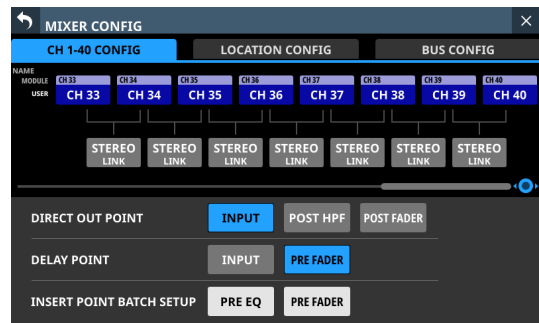 MIXER CONFIG
CH 1-40 CONFIG LOCATION CONFIG BUS CONFIG
NAME
MODULE CH 33 CH 34 CH 35 CH 36 CH 37 CH 38 CH 39 CH 40
USER CH 33 CH 34 CH 35 CH 36 CH 37 CH 38 CH 39 CH 40
STEREO STEREO STEREO STEREO STEREO STEREO STEREO
LINK LINK LINK LINK LINK LINK LINK
DIRECT OUT POINT INPUT POST HPF POST FADER
DELAY POINT INPUT PRE FADER
INSERT POINT BATCH SETUP PRE EQ PRE FADER